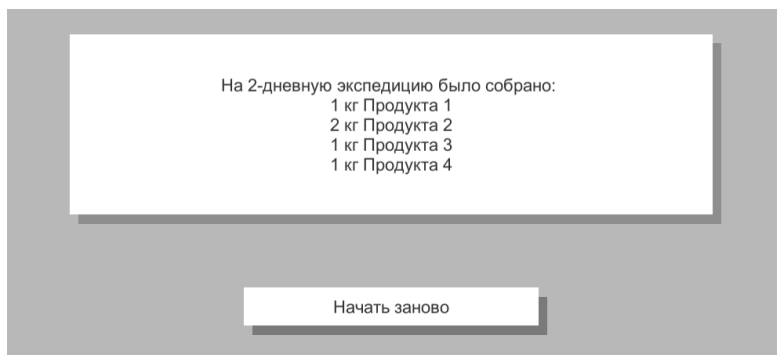 На 2-дневную экспедицию было собрано:
1 кг Продукта 1
2 кг Продукта 2
1 кг Продукта 3
1 кг Продукта 4
Начать заново